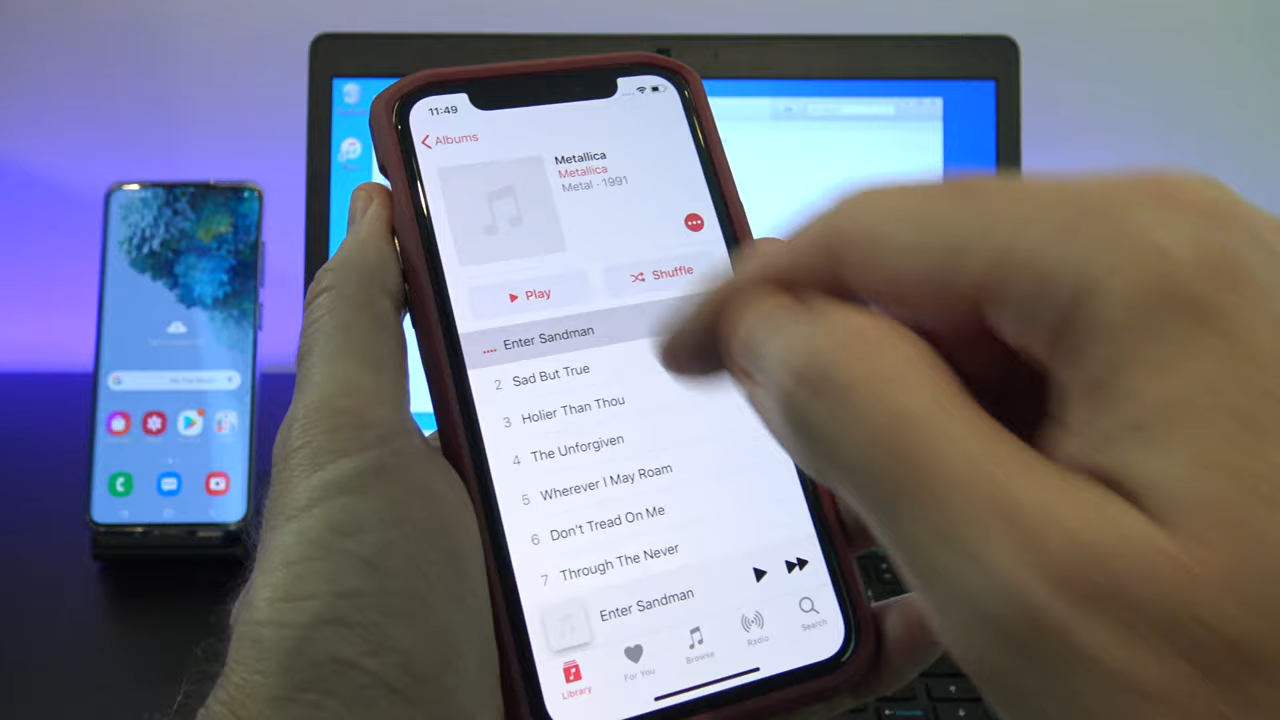 11:49
Albums
Metallica
Metallica
Metal · 1991
Play
Shuffle
Enter Sandman
2 Sad But True
3 Holier Than Thou
4 The Unforgiven
5 Wherever I May Roam
6 Don't Tread On Me
7 Through The Never
Enter Sandman
Library
For You
Browse
Radio
Search